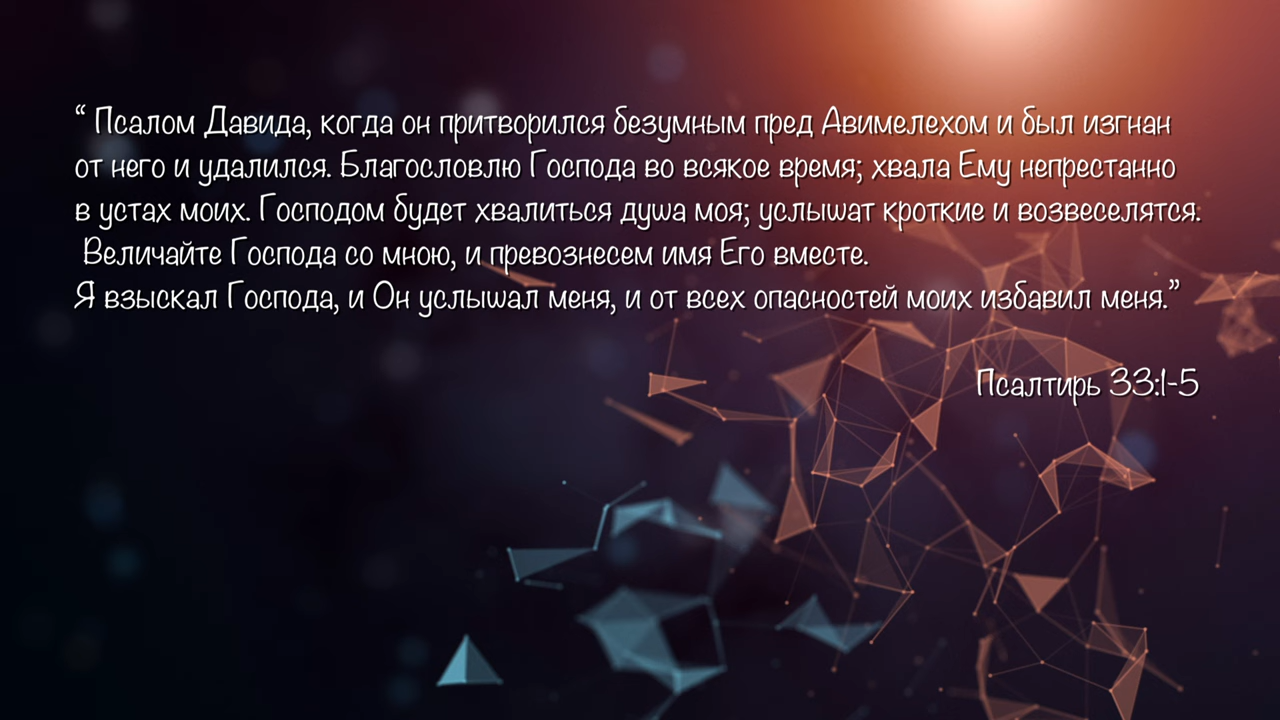 “ Псалом Давида, когда он притворился безумным пред Авимелехом и был изгнан
от него и удалился. Благословлю Господа во всякое время; хвала Ему непрестанно
в устах моих. Господом будет хвалиться душа моя; услышат кроткие и возвеселятся.
Величайте Господа со мною, и превознесем имя Его вместе.
Я взыскал Господа, и Он услышал меня, и от всех опасностей моих избавил меня.”
Псалтирь 33:1-5